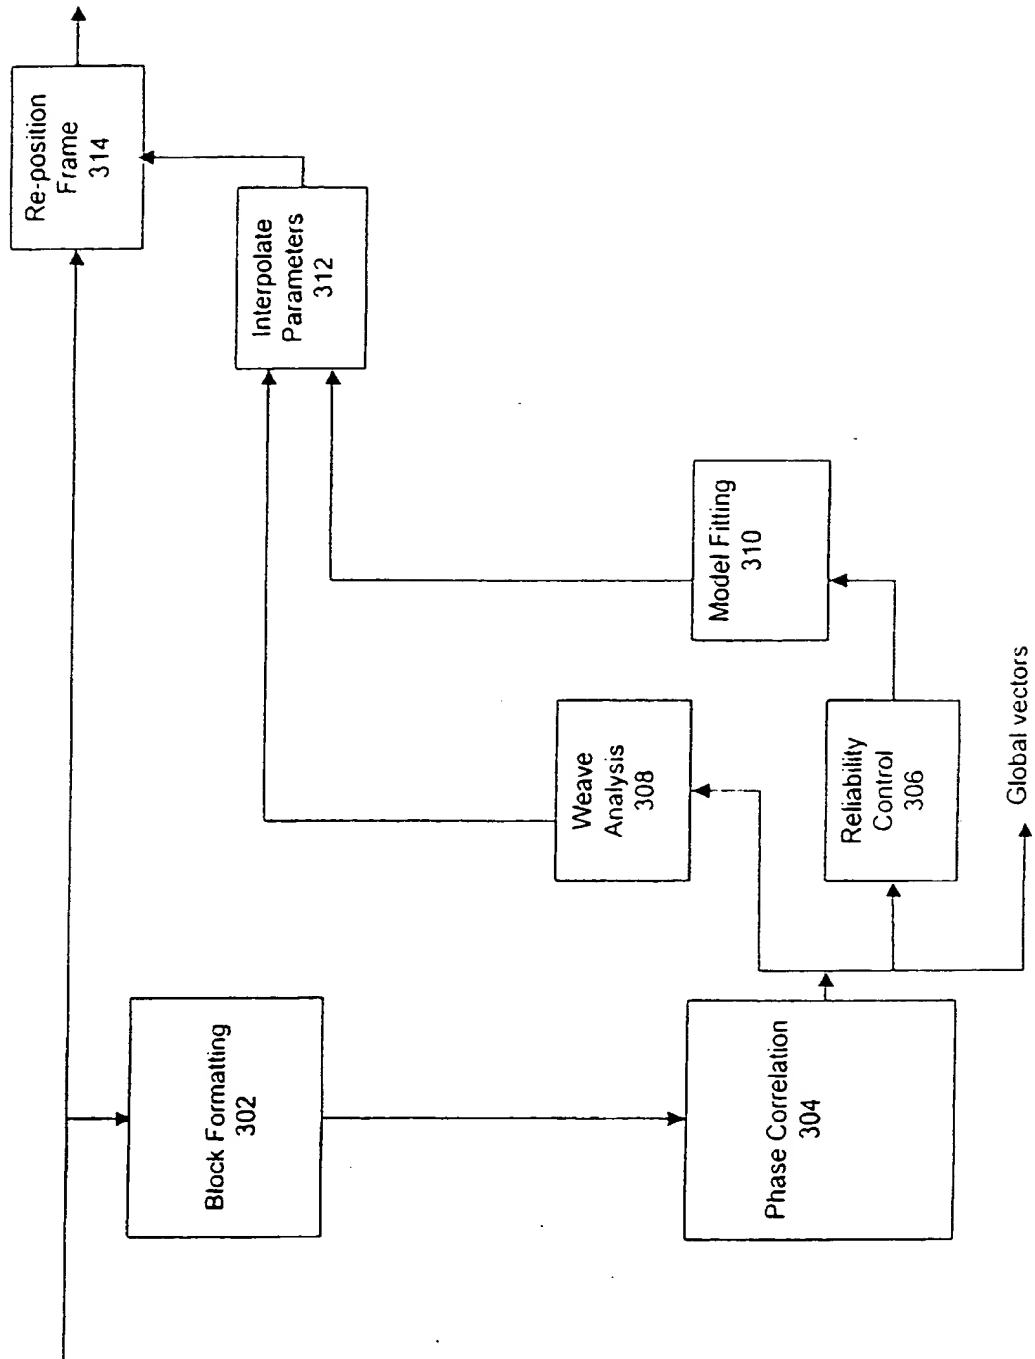 Block Formatting
302
Phase Correlation
304
Weave
Analysis
308
Reliability
Control
306
Global vectors
Model Fitting
310
Interpolate
Parameters
312
Re-position
Frame
314